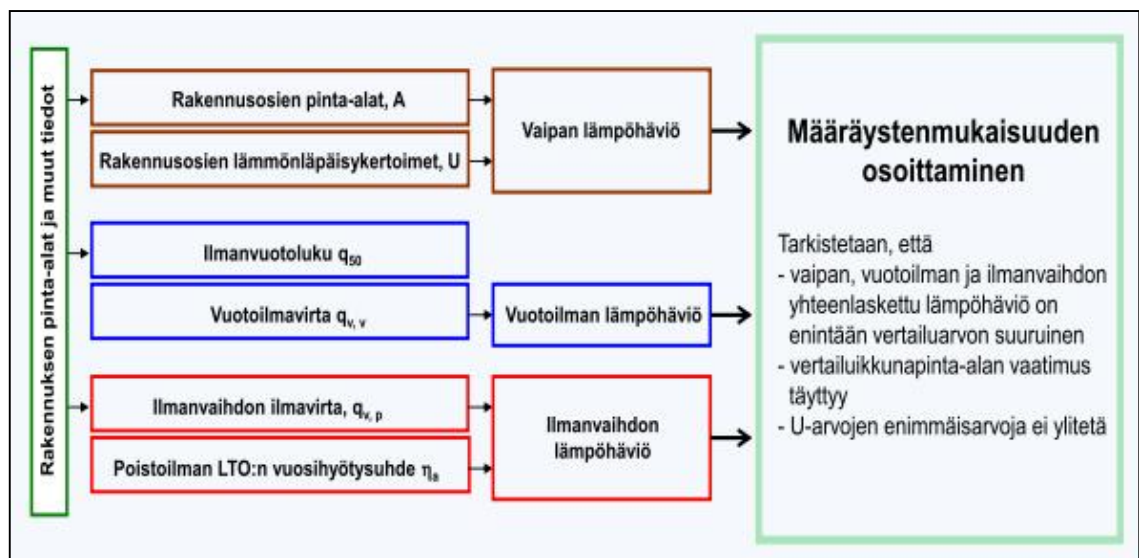 Rakennuksen pinta-alat ja muut tiedot
Rakennusosien pinta-alat, A
Rakennusosien lämmönläpäisykertoimet, U
Vaipan lämpöhäviö
Ilmanvuotoluku q50
Vuotoilmavirta qv, v
Vuotoilman lämpöhäviö
Ilmanvaihdon ilmavirta, qv, p
Poistoilman LTO:n vuosihyötysuhde ηa
Ilmanvaihdon
lämpöhäviö
Määräystenmukaisuuden
osoittaminen
Tarkistetaan, että
- vaipan, vuotoilman ja ilmanvaihdon
yhteenlaskettu lämpöhäviö on
enintään vertailuarvon suuruinen
- vertailuikkunapinta-alan vaatimus
täyttyy
- U-arvojen enimmäisarvoja ei ylitetä